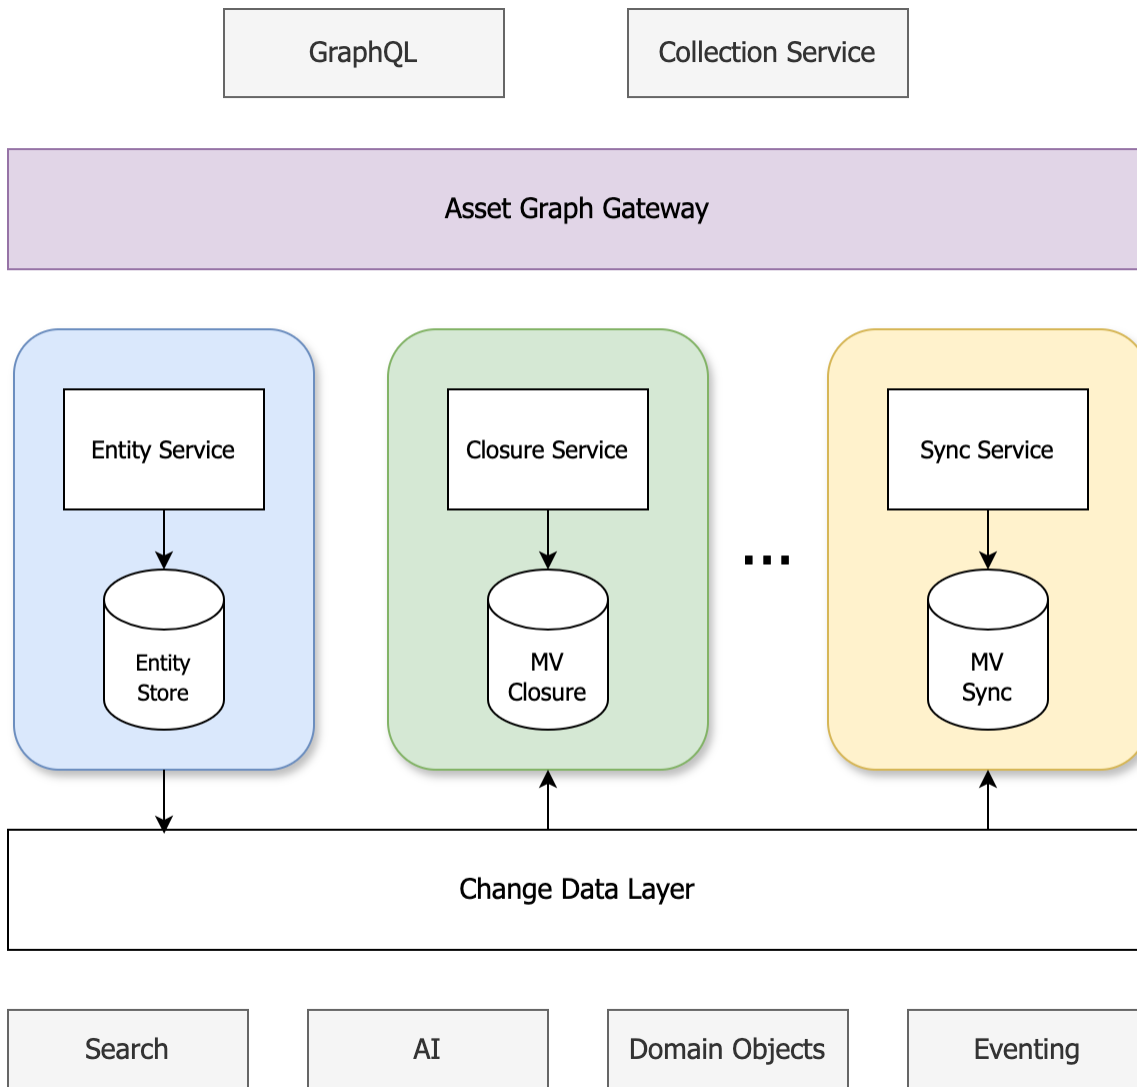 GraphQL
Collection Service
Asset Graph Gateway
Entity Service
Closure Service
Sync Service
...
Entity
Store
MV
Closure
MV
Sync
Change Data Layer
Search
AI
Domain Objects
Eventing